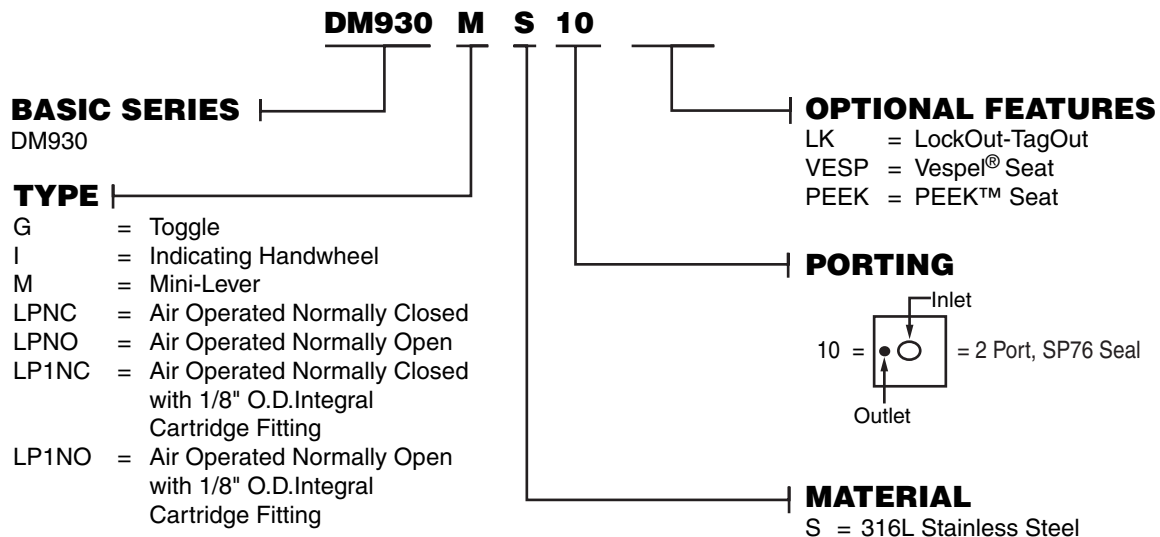 DM930 M S 10
BASIC SERIES
DM930
TYPE
G = Toggle
I = Indicating Handwheel
M = Mini-Lever
LPNC = Air Operated Normally Closed
LPNO = Air Operated Normally Open
LP1NC = Air Operated Normally Closed
with 1/8" O.D.Integral
Cartridge Fitting
LP1NO = Air Operated Normally Open
with 1/8" O.D.Integral
Cartridge Fitting
OPTIONAL FEATURES
LK = LockOut-TagOut
VESP = Vespel® Seat
PEEK = PEEK™ Seat
PORTING
Inlet
10 = = 2 Port, SP76 Seal
Outlet
MATERIAL
S = 316L Stainless Steel